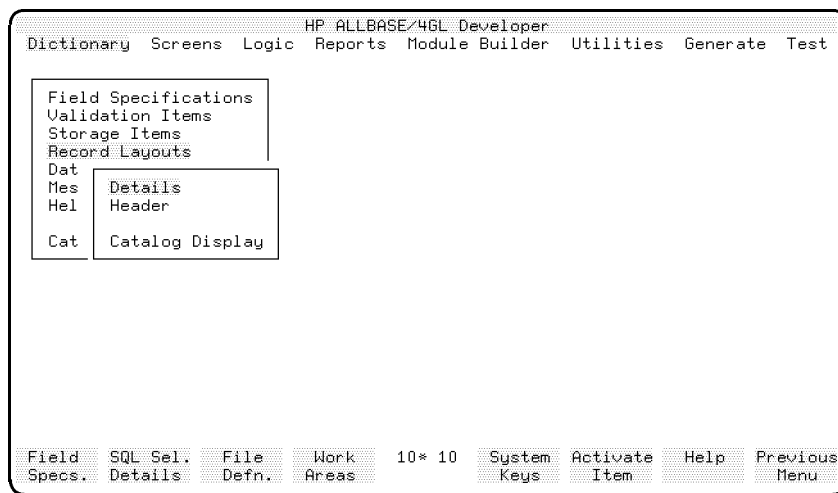 HP ALLBASE/4GL Developer
Dictionary Screens Logic Reports Module Builder Utilities Generate Test
Field Specifications
Validation Items
Storage Items
Record Layouts
Dat
Mes Details
Hel Header
Cat Catalog Display
Field SQL Sel. File Work 10* 10 System Activate Help Previous
Specs. Details Defn. Areas Keys Item Menu